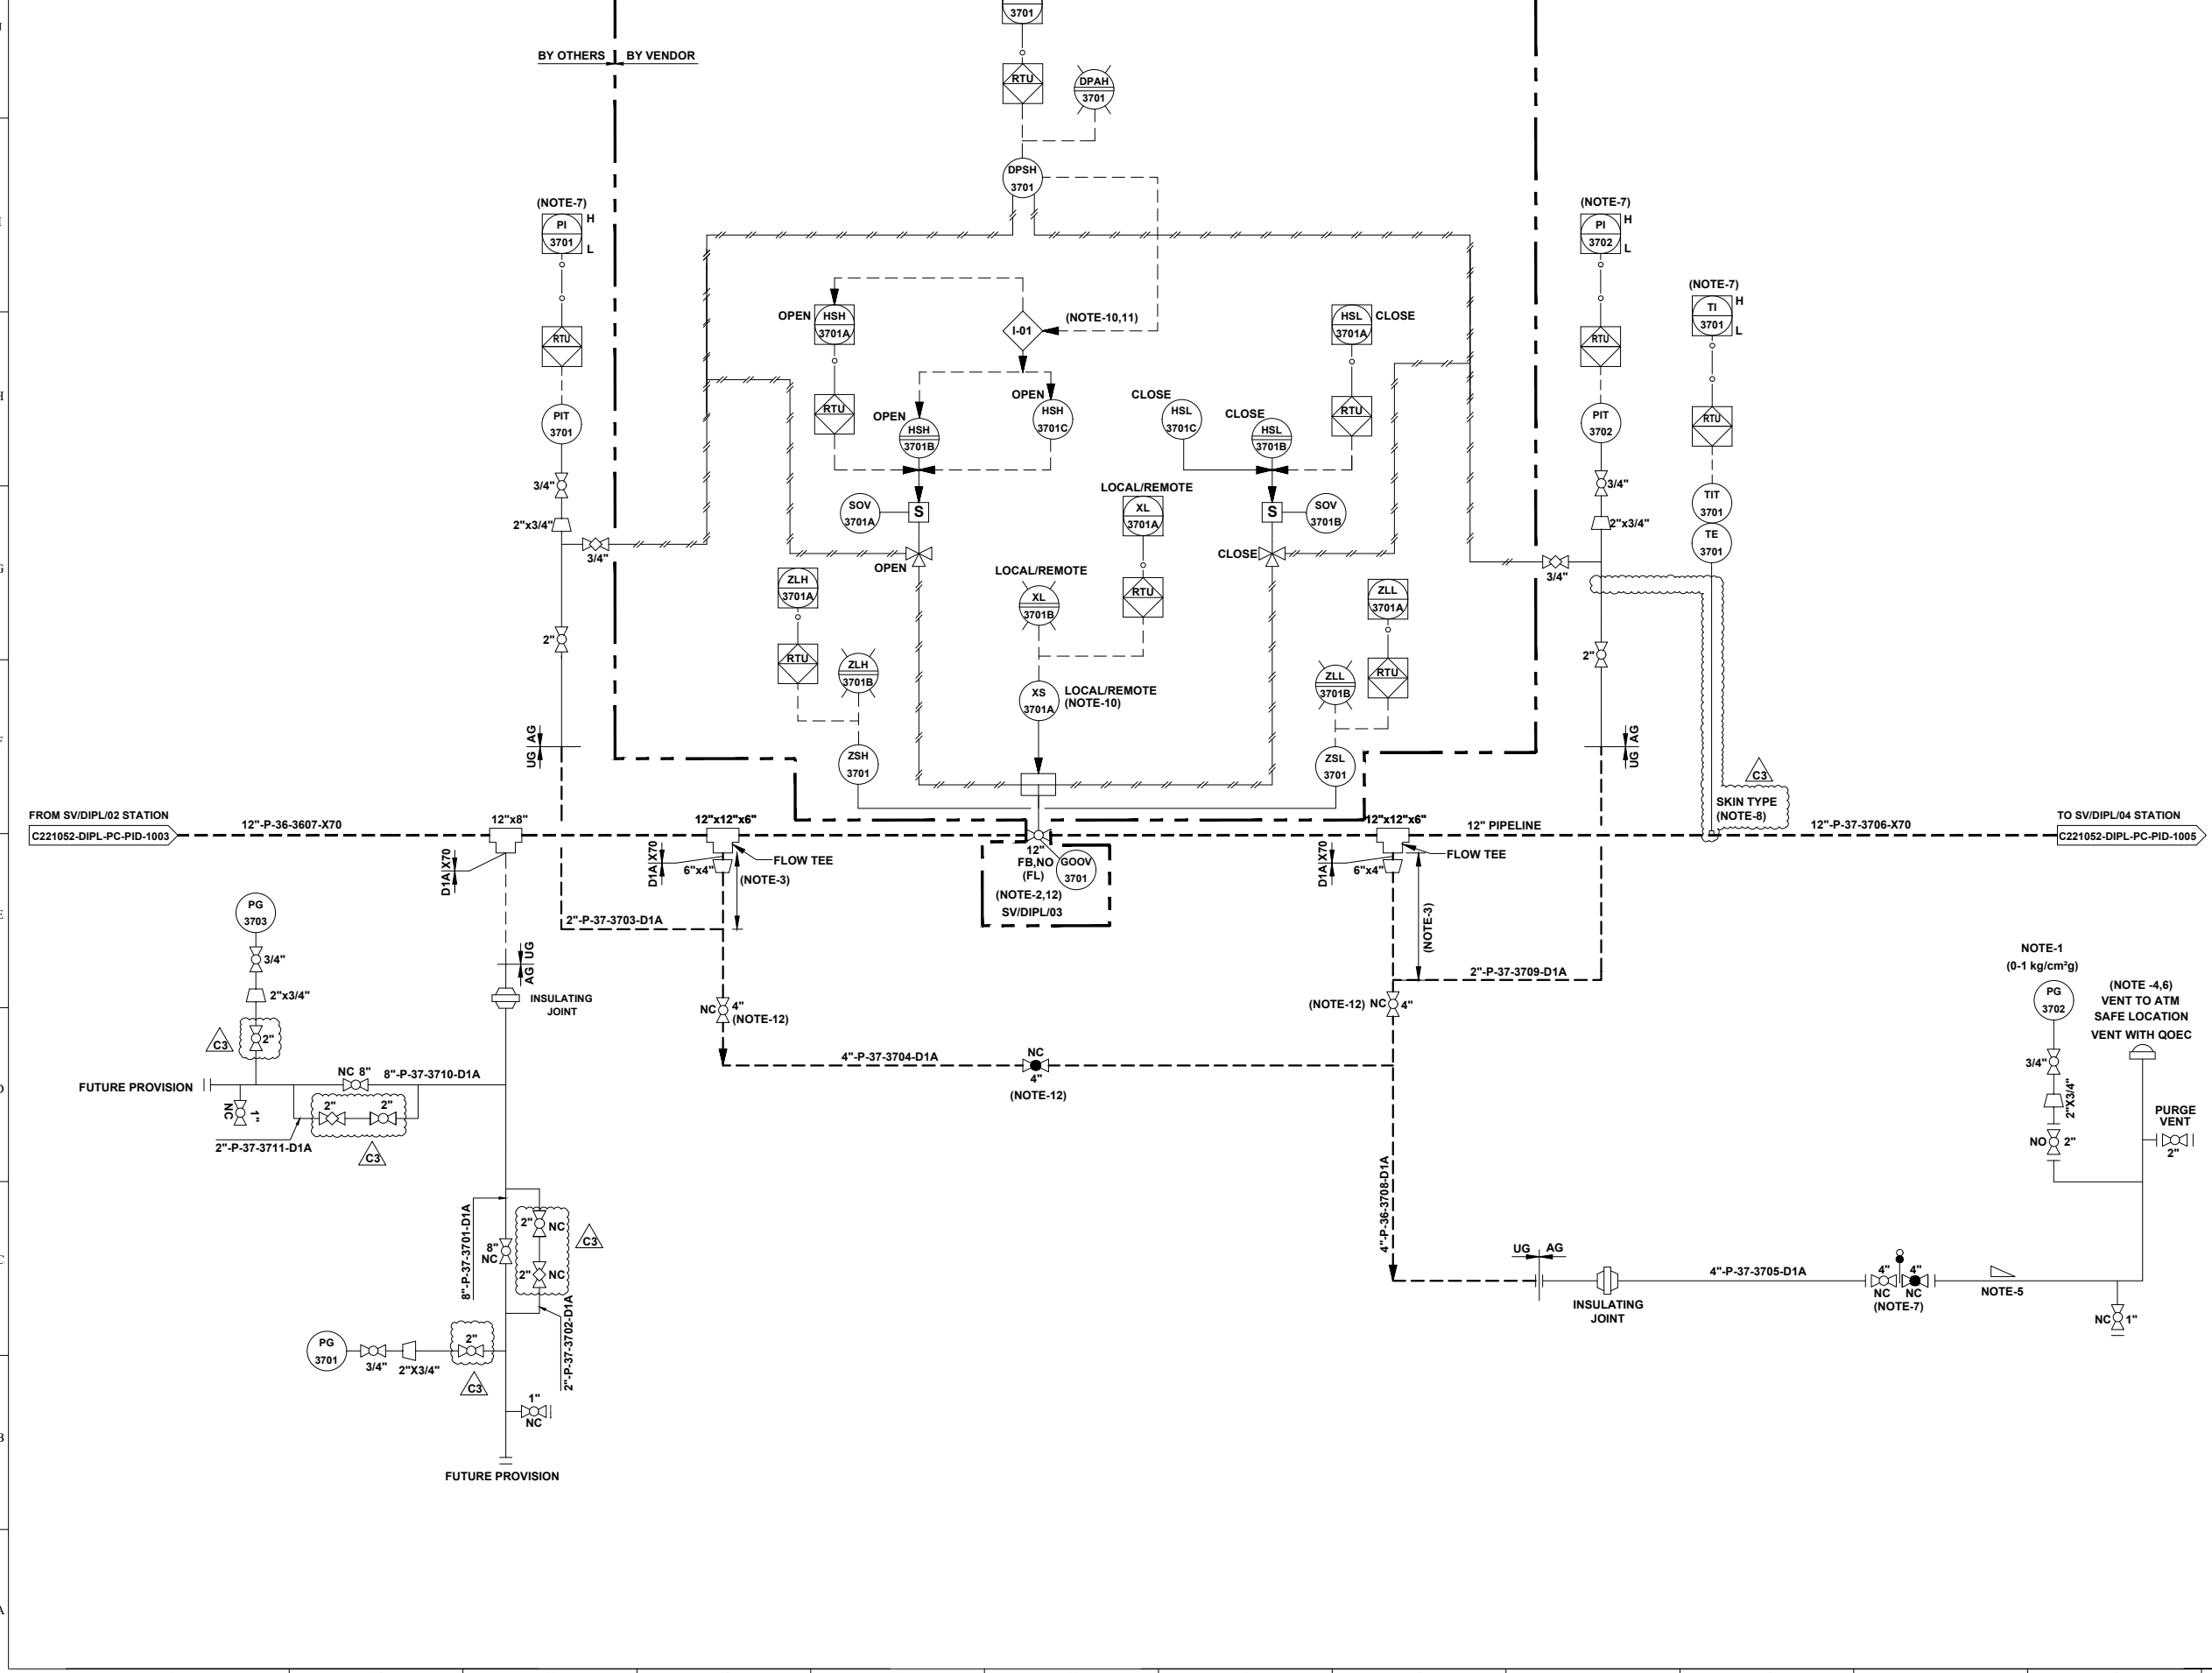 3701
BY OTHERS
BY VENDOR
RTU
DPAH
3701
DPSH
3701
(NOTE-7)
PI
3701
H
L
RTU
PIT
3701
3/4"
2"x3/4"
3/4"
2"
AG
UG
OPEN
HSH
3701A
RTU
I-01
(NOTE-10,11)
OPEN
HSH
3701B
OPEN
HSH
3701C
HSL
3701A
CLOSE
RTU
CLOSE
HSL
3701C
CLOSE
HSL
3701B
SOV
3701A
S
OPEN
S
SOV
3701B
CLOSE
LOCAL/REMOTE
XL
3701A
RTU
LOCAL/REMOTE
XL
3701B
XS
3701A
LOCAL/REMOTE
(NOTE-10)
ZLH
3701A
RTU
ZLH
3701B
ZSH
3701
ZLL
3701A
RTU
ZLL
3701B
ZSL
3701
(NOTE-7)
PI
3702
H
L
RTU
PIT
3702
3/4"
2"x3/4"
3/4"
2"
AG
UG
(NOTE-7)
TI
3701
H
L
RTU
TIT
3701
TE
3701
C3
SKIN TYPE
(NOTE-8)
FROM SV/DIPL/02 STATION
C221052-DIPL-PC-PID-1003
12"-P-36-3607-X70
12"x8"
D1A X70
12"x12"x6"
D1A X70
6"x4"
FLOW TEE
(NOTE-3)
12"
FB,NO
(FL)
GOOV
3701
(NOTE-2,12)
SV/DIPL/03
12"x12"x6"
12" PIPELINE
D1A X70
6"x4"
FLOW TEE
(NOTE-3)
12"-P-37-3706-X70
TO SV/DIPL/04 STATION
C221052-DIPL-PC-PID-1005
2"-P-37-3703-D1A
2"-P-37-3709-D1A
UG
AG
INSULATING
JOINT
PG
3703
3/4"
2"x3/4"
2"
C3
NC
4"
(NOTE-12)
4"-P-37-3704-D1A
NC
4"
(NOTE-12)
(NOTE-12)
NC
4"
FUTURE PROVISION
NC 8"
8"-P-37-3710-D1A
NC
1"
2"
2"
2"-P-37-3711-D1A
C3
8"-P-37-3701-D1A
8"
NC
2"
NC
2"
NC
C3
2"-P-37-3702-D1A
PG
3701
3/4"
2"X3/4"
2"
C3
1"
NC
FUTURE PROVISION
4"-P-36-3708-D1A
UG
AG
INSULATING
JOINT
4"-P-37-3705-D1A
4"
NC
4"
NC
(NOTE-7)
NOTE-5
NC
1"
NOTE-1
(0-1 kg/cm²g)
PG
3702
3/4"
2"X3/4"
NO
2"
(NOTE -4,6)
VENT TO ATM
SAFE LOCATION
VENT WITH QOEC
PURGE
VENT
2"
H
G
F
E
D
C
B
A